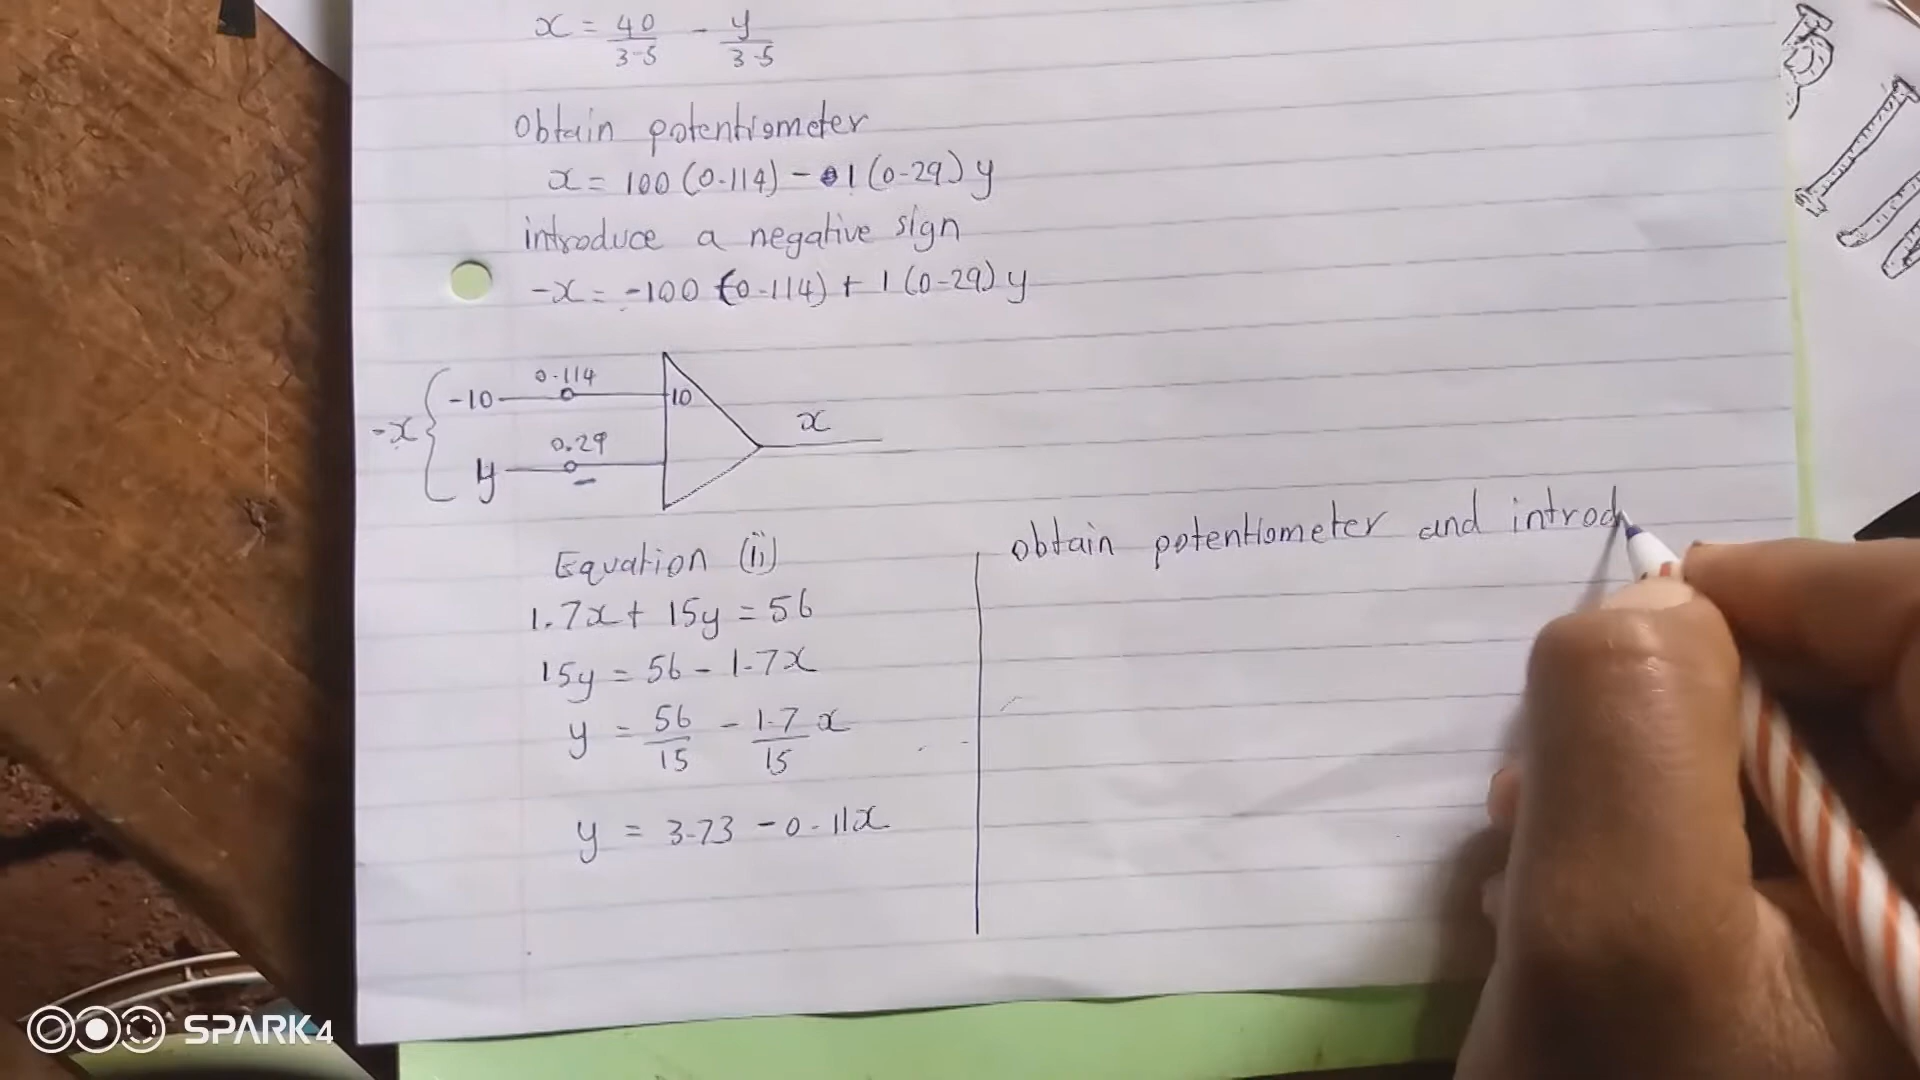 x = 40/3.5 - y/3.5
obtain potentiometer
x = 100(0.114) - 1(0.29)y
introduce a negative sign
-x = -100(0.114) + 1(0.29)y
0.114
-10
10
-x
x
0.29
y
Equation (ii)
1.7x + 15y = 56
15y = 56 - 1.7x
y = 56/15 - 1.7/15 x
y = 3.73 - 0.11x
obtain potentiometer and introd
SPARK 4